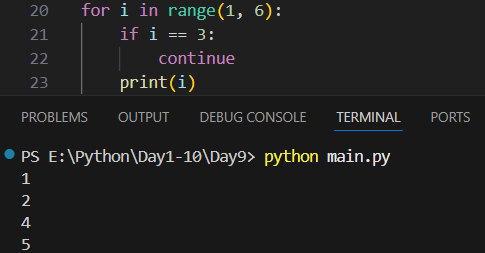 20 for i in range(1, 6):
21     if i == 3:
22         continue
23     print(i)
PROBLEMS OUTPUT DEBUG CONSOLE TERMINAL PORTS
PS E:\Python\Day1-10\Day9> python main.py
1
2
4
5